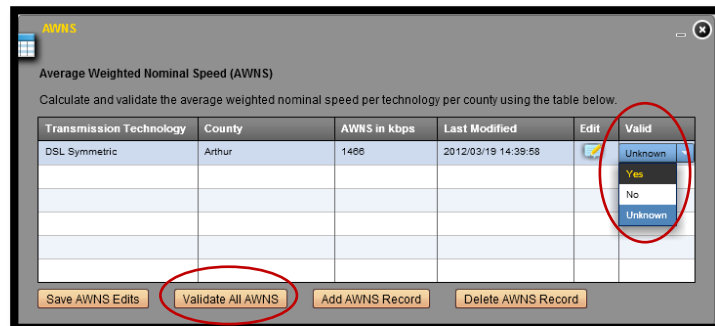 AWNS
Average Weighted Nominal Speed (AWNS)
Calculate and validate the average weighted nominal speed per technology per county using the table below.
Transmission Technology County AWNS in kbps Last Modified Edit Valid
DSL Symmetric Arthur 1466 2012/03/19 14:39:58 Unknown
Yes
No
Unknown
Save AWNS Edits Validate All AWNS Add AWNS Record Delete AWNS Record